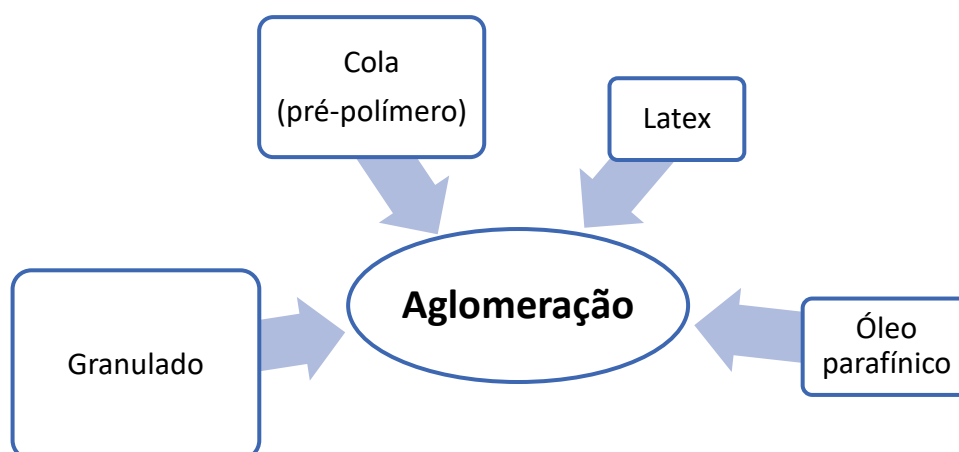 Cola
(pré-polímero)
Latex
Aglomeração
Granulado
Óleo
parafínico